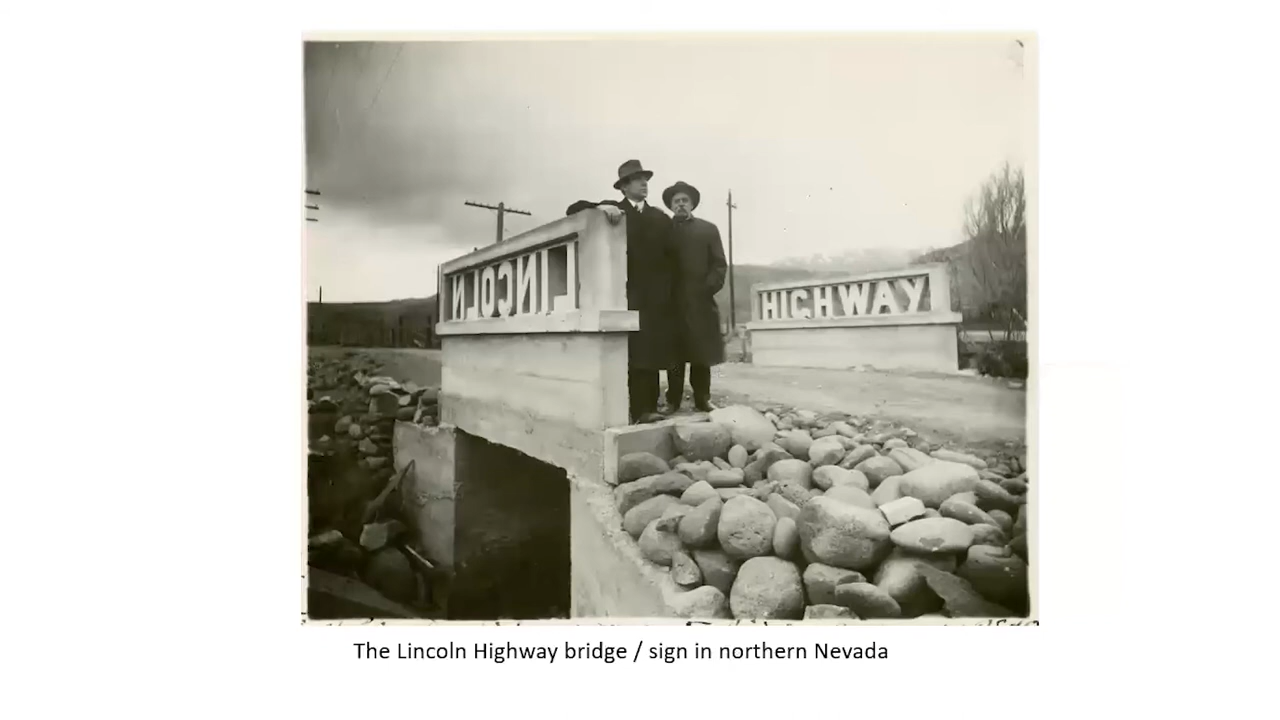 LINCOLN
HIGHWAY
The Lincoln Highway bridge / sign in northern Nevada